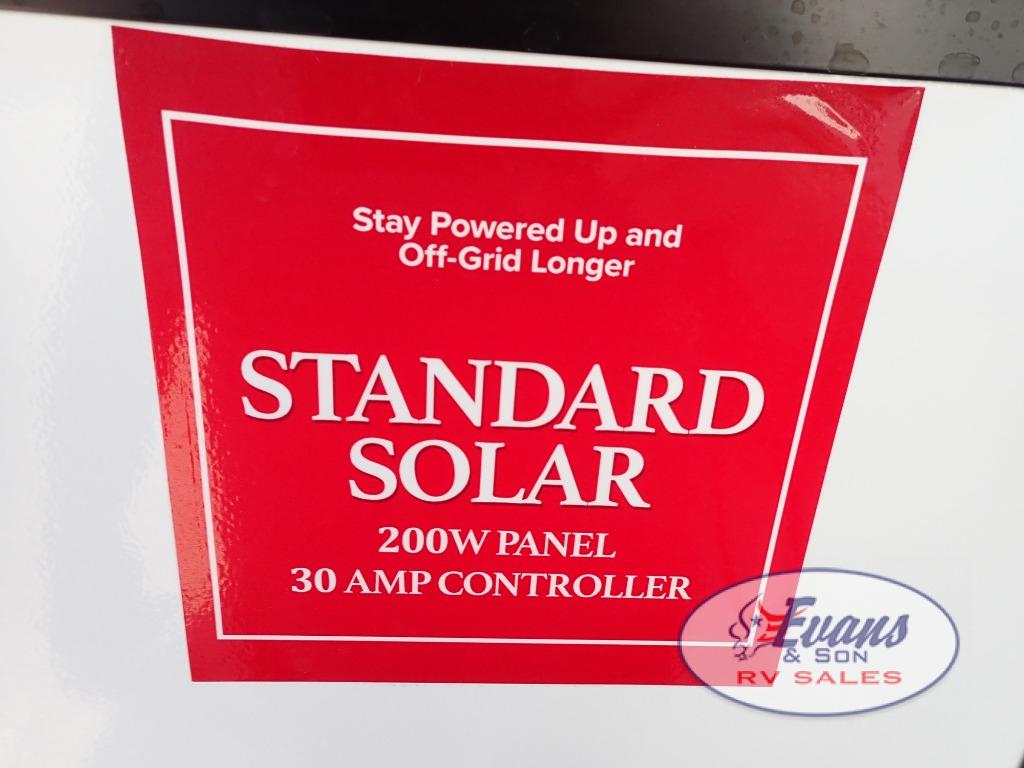 Stay Powered Up and
Off-Grid Longer
STANDARD
SOLAR
200W PANEL
30 AMP CONTROLLER
Evans
& SON
RV SALES